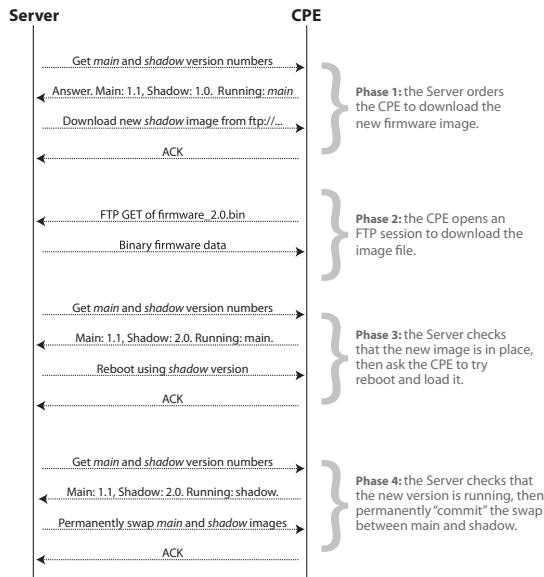 Server
CPE
Get main and shadow version numbers
Answer. Main: 1.1, Shadow: 1.0. Running: main
Download new shadow image from ftp://...
ACK
Phase 1: the Server orders
the CPE to download the
new firmware image.
FTP GET of firmware_2.0.bin
Binary firmware data
Phase 2: the CPE opens an
FTP session to download the
image file.
Get main and shadow version numbers
Main: 1.1, Shadow: 2.0. Running: main.
Reboot using shadow version
ACK
Phase 3: the Server checks
that the new image is in place,
then ask the CPE to try
reboot and load it.
Get main and shadow version numbers
Main: 1.1, Shadow: 2.0. Running: shadow.
Permanently swap main and shadow images
ACK
Phase 4: the Server checks that
the new version is running, then
permanently “commit” the swap
between main and shadow.